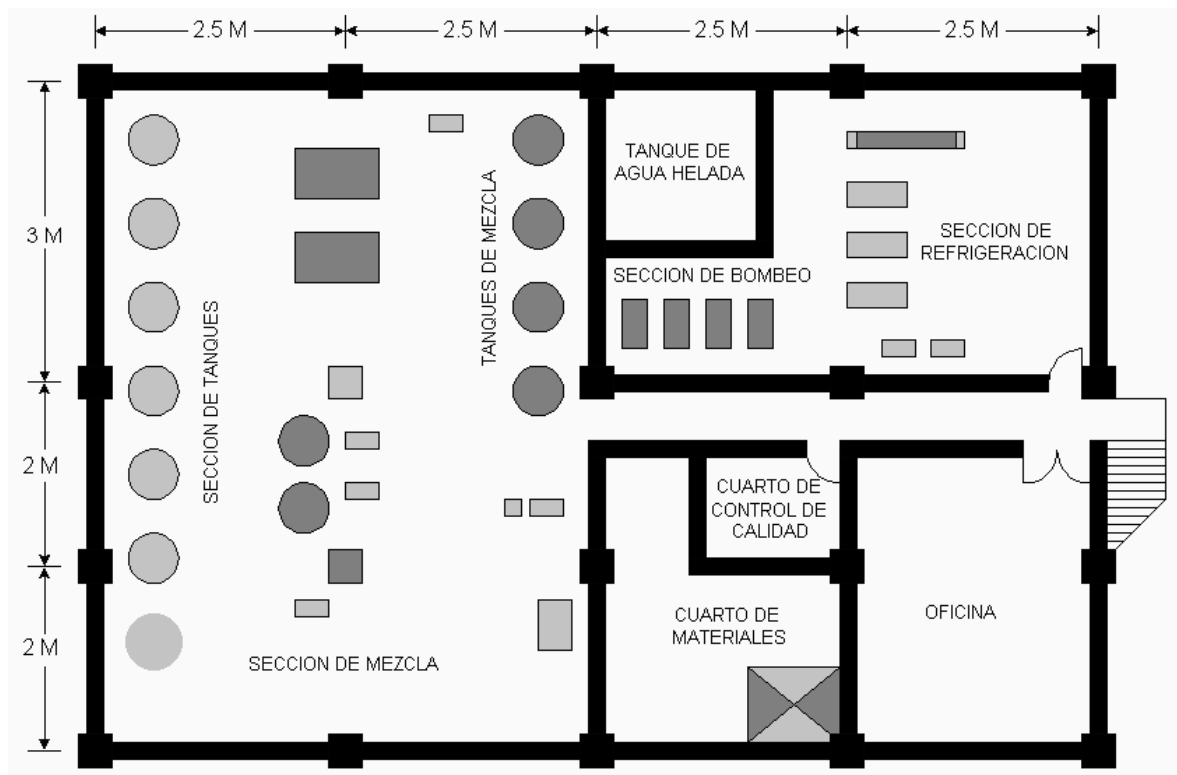 2.5 M
2.5 M
2.5 M
2.5 M
3 M
2 M
2 M
SECCION DE TANQUES
TANQUES DE MEZCLA
TANQUE DE
AGUA HELADA
SECCION DE
REFRIGERACION
SECCION DE BOMBEO
CUARTO DE
CONTROL DE
CALIDAD
CUARTO DE
MATERIALES
OFICINA
SECCION DE MEZCLA